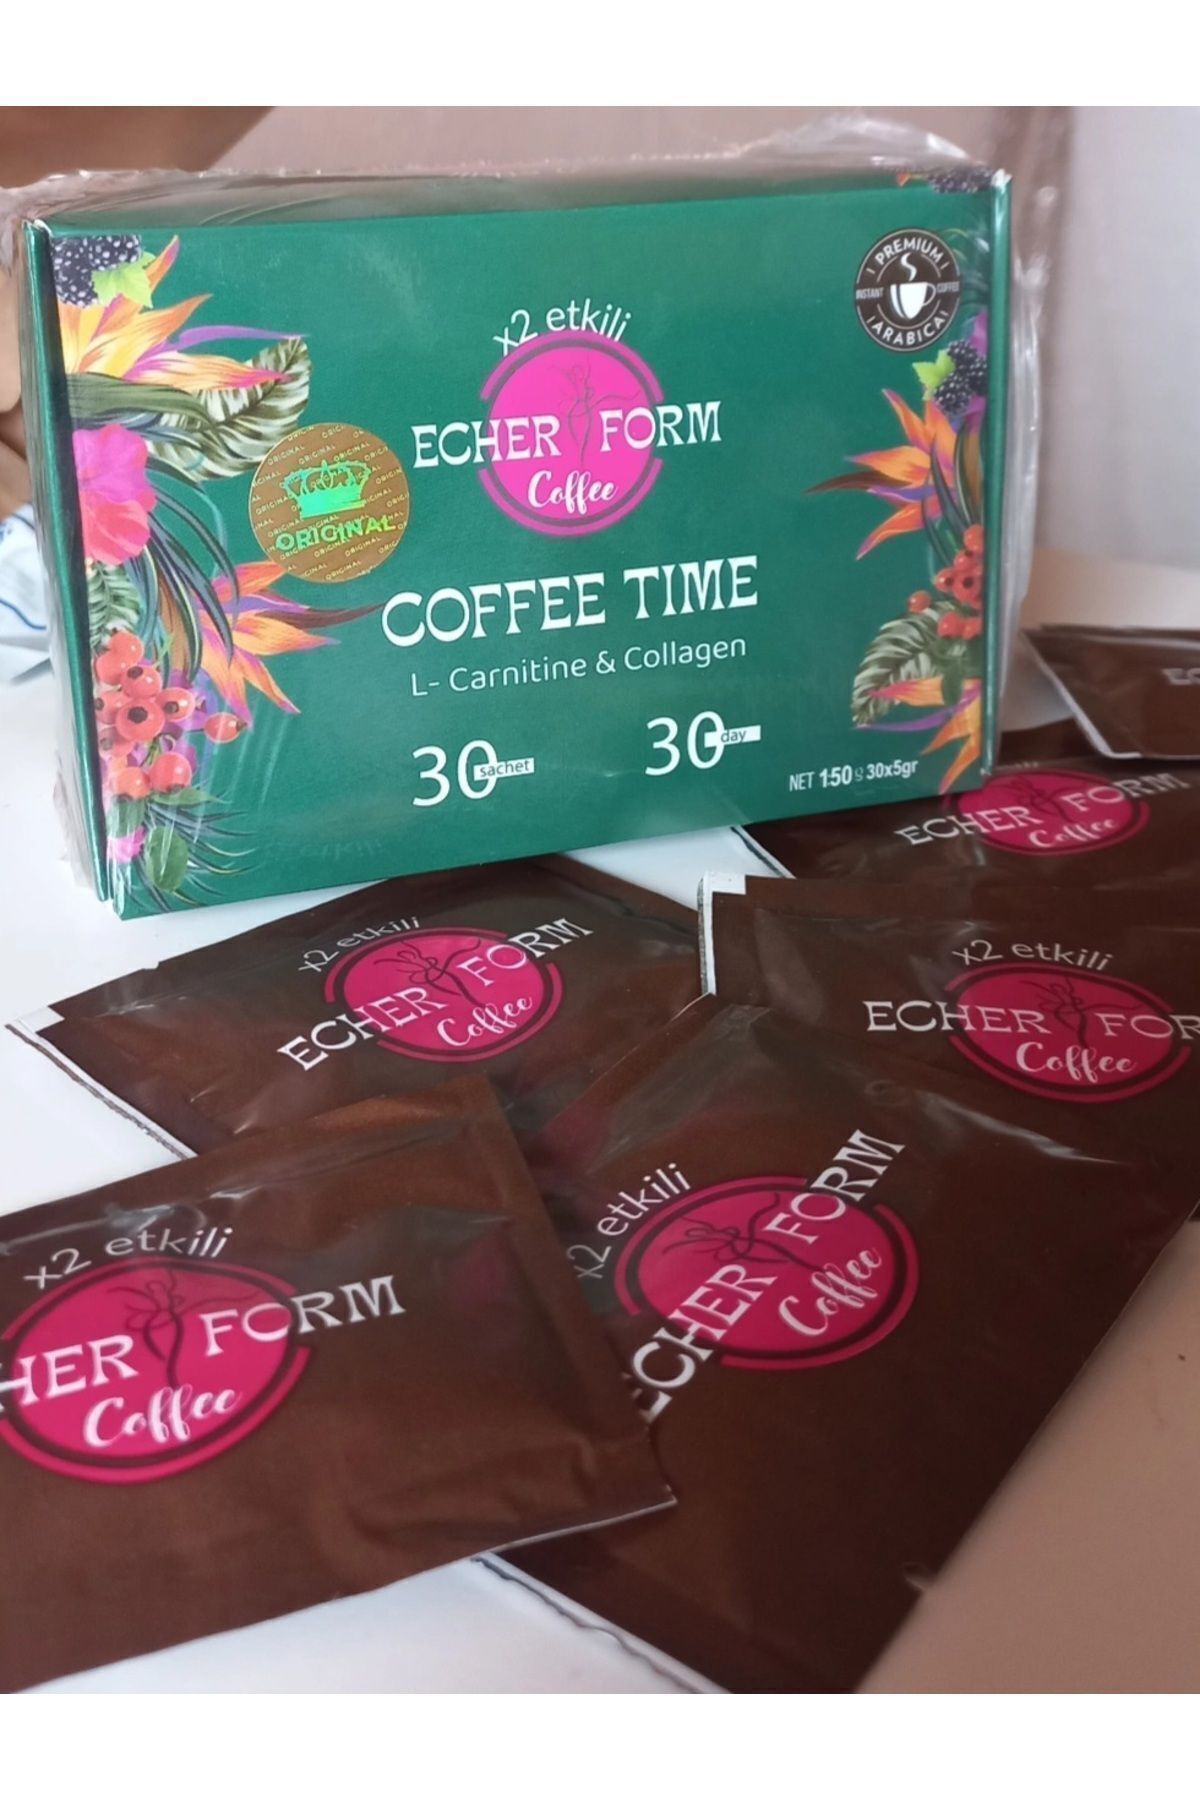 x2 etkili
ECHER FORM
Coffee
PREMIUM
INSTANT COFFEE
ARABICA
ORIGINAL
COFFEE TIME
L- Carnitine & Collagen
30 sachet
30 day
NET 150g 30x5gr
ECHER FORM
Coffee
x2 etkili
ECHER FORM
Coffee
x2 etkili
ECHER FOR
Coffee
x2 etkili
HER FORM
Coffee
x2 etkili
ECHER FORM
Coffee